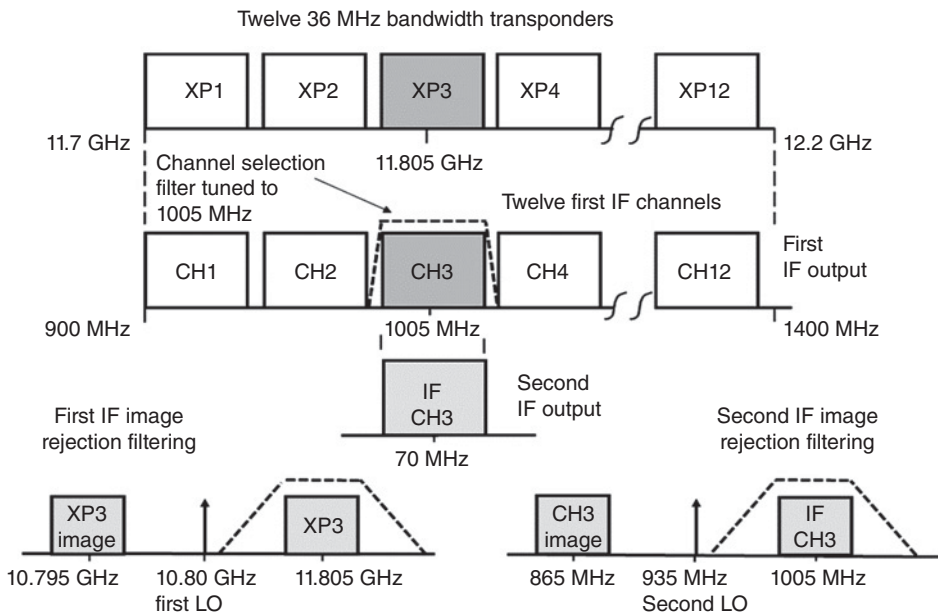 Twelve 36 MHz bandwidth transponders
XP1
XP2
XP3
XP4
XP12
11.7 GHz
11.805 GHz
12.2 GHz
Channel selection
filter tuned to
1005 MHz
Twelve first IF channels
CH1
CH2
CH3
CH4
CH12
First
IF output
900 MHz
1005 MHz
1400 MHz
IF
CH3
Second
IF output
70 MHz
First IF image
rejection filtering
Second IF image
rejection filtering
XP3
image
XP3
10.795 GHz
10.80 GHz
first LO
11.805 GHz
CH3
image
IF
CH3
865 MHz
935 MHz
Second LO
1005 MHz